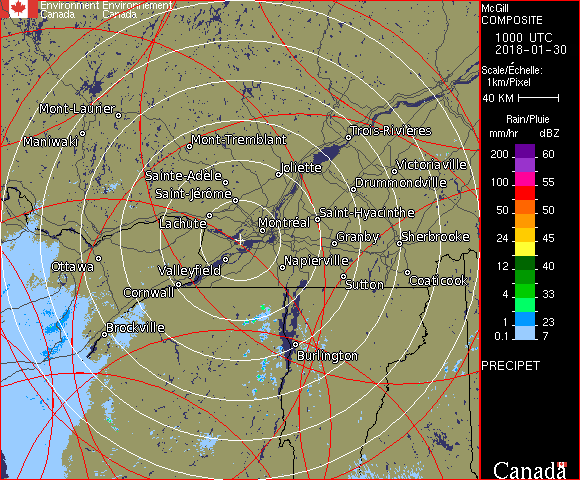 Environment Environnement
Canada Canada
McGill
COMPOSITE
1000 UTC
2018-01-30
Scale/Échelle:
1km/Pixel
40 KM
Rain/Pluie
mm/hr dBZ
200 60
100 55
50 50
24 45
12 40
4 33
1 23
0.1 7
PRECIPET
Canada
Mont-Laurier
Maniwaki
Mont-Tremblant
Trois-Rivières
Joliette
Victoriaville
Sainte-Adèle
Drummondville
Saint-Jérôme
Saint-Hyacinthe
Lachute
Montréal
Granby
Sherbrooke
Ottawa
Valleyfield
Napierville
Cornwall
Sutton
Coaticook
Brockville
Burlington